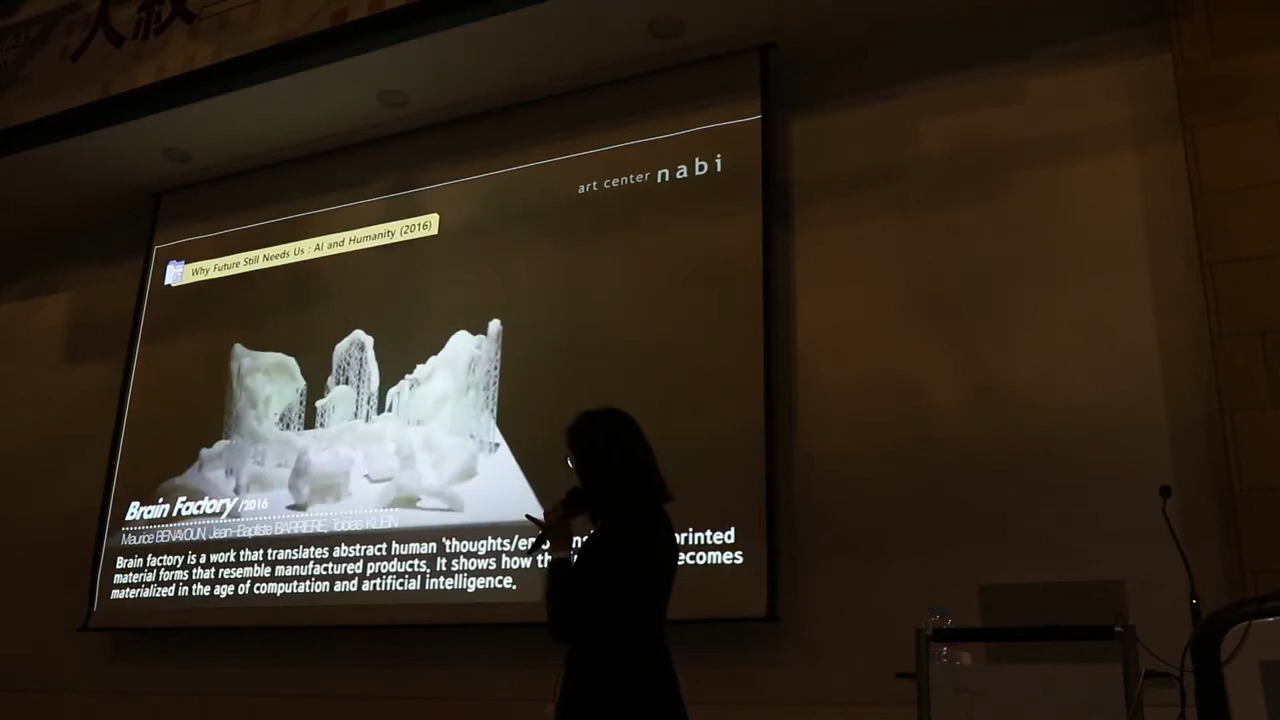 art center nabi
Why Future Still Needs Us : AI and Humanity (2016)
Brain Factory /2016
Maurice BENAYOUN, Jean-Baptiste BARRIERE, Tobias KLEIN
Brain factory is a work that translates abstract human 'thoughts/em printed
material forms that resemble manufactured products. It shows how th ecomes
materialized in the age of computation and artificial intelligence.